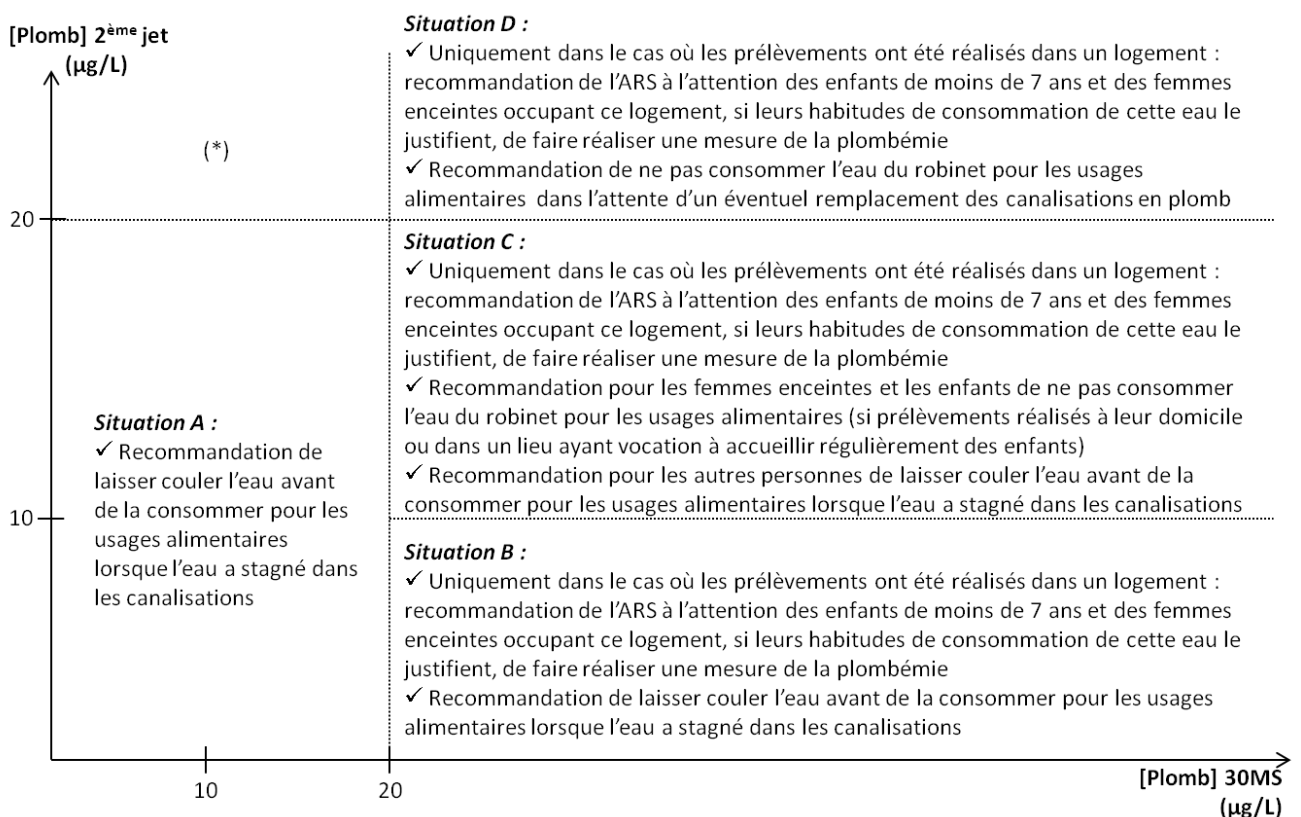 [Plomb] 2ème jet
(µg/L)
(*)
20
10
Situation A :
✓ Recommandation de
laisser couler l'eau avant
de la consommer pour les
usages alimentaires
lorsque l'eau a stagné dans
les canalisations
Situation D :
✓ Uniquement dans le cas où les prélèvements ont été réalisés dans un logement :
recommandation de l'ARS à l'attention des enfants de moins de 7 ans et des femmes
enceintes occupant ce logement, si leurs habitudes de consommation de cette eau le
justifient, de faire réaliser une mesure de la plombémie
✓ Recommandation de ne pas consommer l'eau du robinet pour les usages
alimentaires dans l'attente d'un éventuel remplacement des canalisations en plomb
Situation C :
✓ Uniquement dans le cas où les prélèvements ont été réalisés dans un logement :
recommandation de l'ARS à l'attention des enfants de moins de 7 ans et des femmes
enceintes occupant ce logement, si leurs habitudes de consommation de cette eau le
justifient, de faire réaliser une mesure de la plombémie
✓ Recommandation pour les femmes enceintes et les enfants de ne pas consommer
l'eau du robinet pour les usages alimentaires (si prélèvements réalisés à leur domicile
ou dans un lieu ayant vocation à accueillir régulièrement des enfants)
✓ Recommandation pour les autres personnes de laisser couler l'eau avant de la
consommer pour les usages alimentaires lorsque l'eau a stagné dans les canalisations
Situation B :
✓ Uniquement dans le cas où les prélèvements ont été réalisés dans un logement :
recommandation de l'ARS à l'attention des enfants de moins de 7 ans et des femmes
enceintes occupant ce logement, si leurs habitudes de consommation de cette eau le
justifient, de faire réaliser une mesure de la plombémie
✓ Recommandation de laisser couler l'eau avant de la consommer pour les usages
alimentaires lorsque l'eau a stagné dans les canalisations
10
20
[Plomb] 30MS
(µg/L)